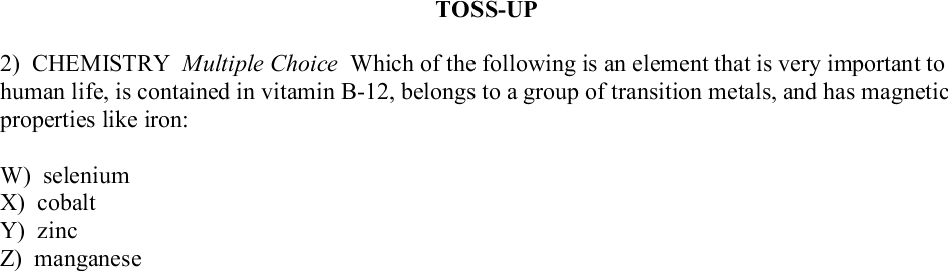 TOSS-UP
2) CHEMISTRY Multiple Choice Which of the following is an element that is very important to
human life, is contained in vitamin B-12, belongs to a group of transition metals, and has magnetic
properties like iron:
W) selenium
X) cobalt
Y) zinc
Z) manganese